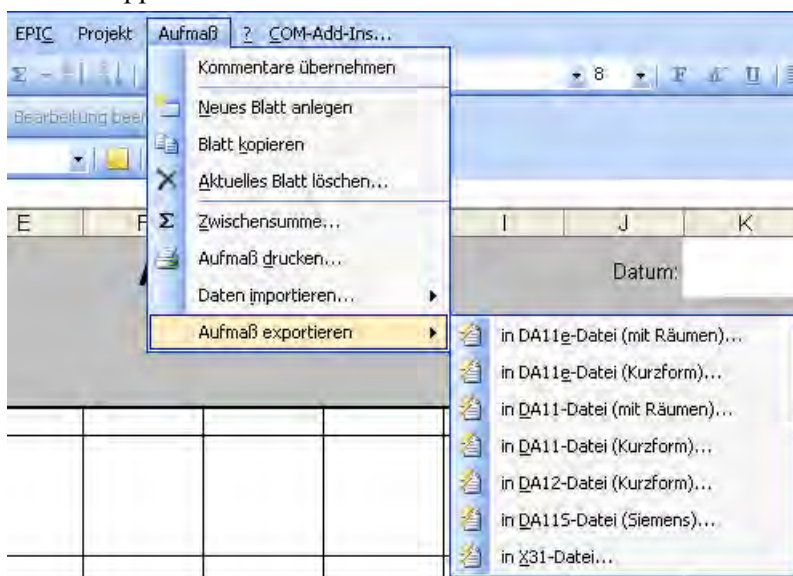 EPIC Projekt Aufmaß ? COM-Add-Ins...
Kommentare übernehmen
Σ 8 F K U
Neues Blatt anlegen
Bearbeitung
Blatt kopieren
Aktuelles Blatt löschen...
E F I J K
Σ Zwischensumme...
Aufmaß drucken...
Datum:
Daten importieren...
Aufmaß exportieren
in DA11e-Datei (mit Räumen)...
in DA11e-Datei (Kurzform)...
in DA11-Datei (mit Räumen)...
in DA11-Datei (Kurzform)...
in DA12-Datei (Kurzform)...
in DA11S-Datei (Siemens)...
in X31-Datei...